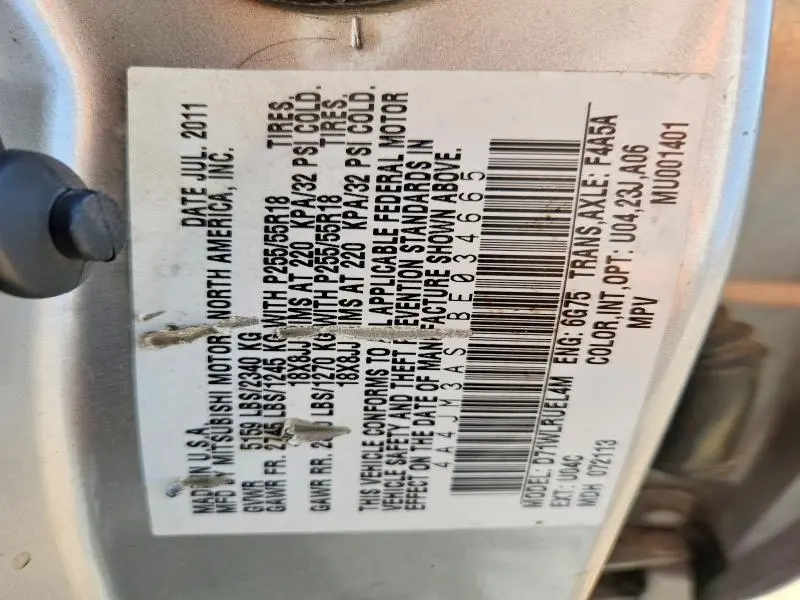 MADE IN U.S.A. DATE JUL. 2011
MFD BY MITSUBISHI MOTOR NORTH AMERICA, INC.
GVWR 5159 LBS/2340 KG
GAWR FR. LBS/1245 KG WITH P255/55R18 TIRES,
18X8JJ RIMS AT 220 KPA/32 PSI COLD.
GAWR RR. LBS/1270 KG WITH P255/55R18 TIRES,
18X8JJ RIMS AT 220 KPA/32 PSI COLD.
THIS VEHICLE CONFORMS TO ALL APPLICABLE FEDERAL MOTOR
VEHICLE SAFETY AND THEFT PREVENTION STANDARDS IN
EFFECT ON THE DATE OF MANUFACTURE SHOWN ABOVE.
4A4JM3AS BE034665
MODEL: D71WLRUEL4M ENG: 6G75 TRANS,AXLE: F4A5A
EXT: U04C COLOR,INT,OPT: U04,23J,A06
MDH 072113 MPV MU001401